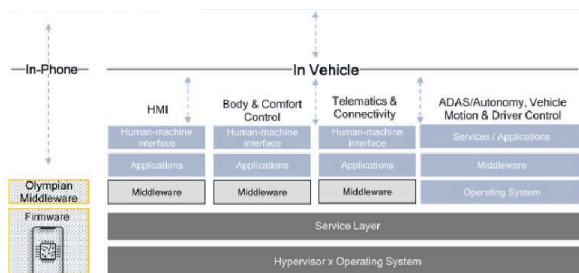 In-Phone
In Vehicle
HMI
Body & Comfort
Control
Telematics &
Connectivity
ADAS/Autonomy, Vehicle
Motion & Driver Control
Human-machine
interface
Human-machine
interface
Human-machine
interface
Services / Applications
Applications
Applications
Applications
Middleware
Olympian
Middleware
Middleware
Middleware
Middleware
Operating System
Firmware
Service Layer
Hypervisor x Operating System